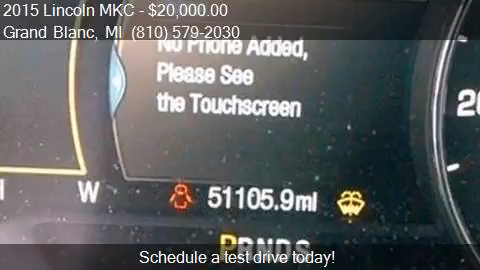 2015 Lincoln MKC - $20,000.00
Grand Blanc, MI  (810) 579-2030
No Phone Added,
Please See
the Touchscreen
20
W
51105.9mi
PRNDS
Schedule a test drive today!